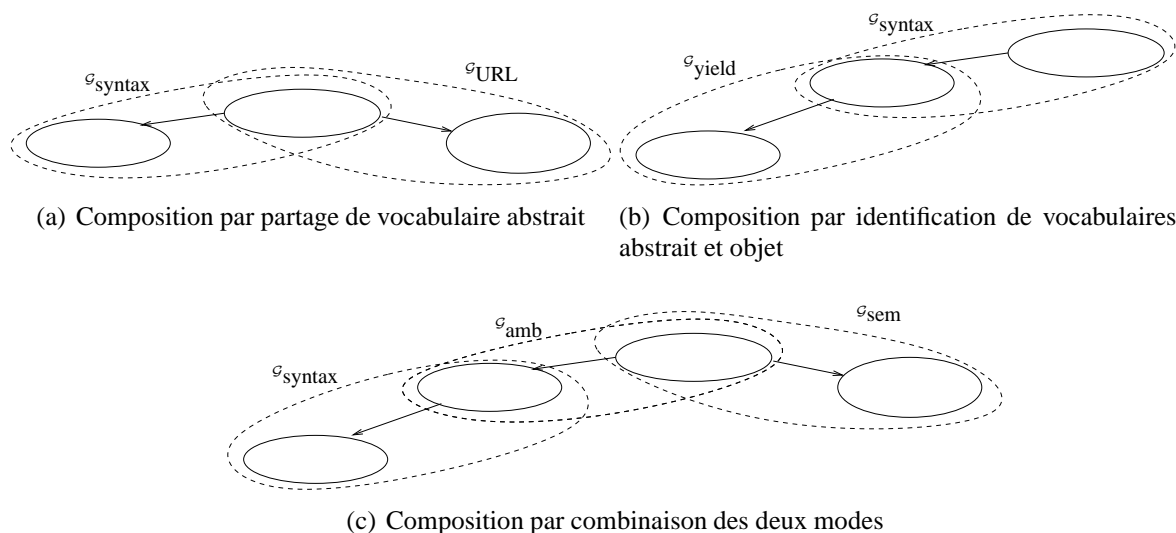 𝒢syntax
𝒢URL
(a) Composition par partage de vocabulaire abstrait
𝒢syntax
𝒢yield
(b) Composition par identification de vocabulaires
abstrait et objet
𝒢amb
𝒢sem
𝒢syntax
(c) Composition par combinaison des deux modes